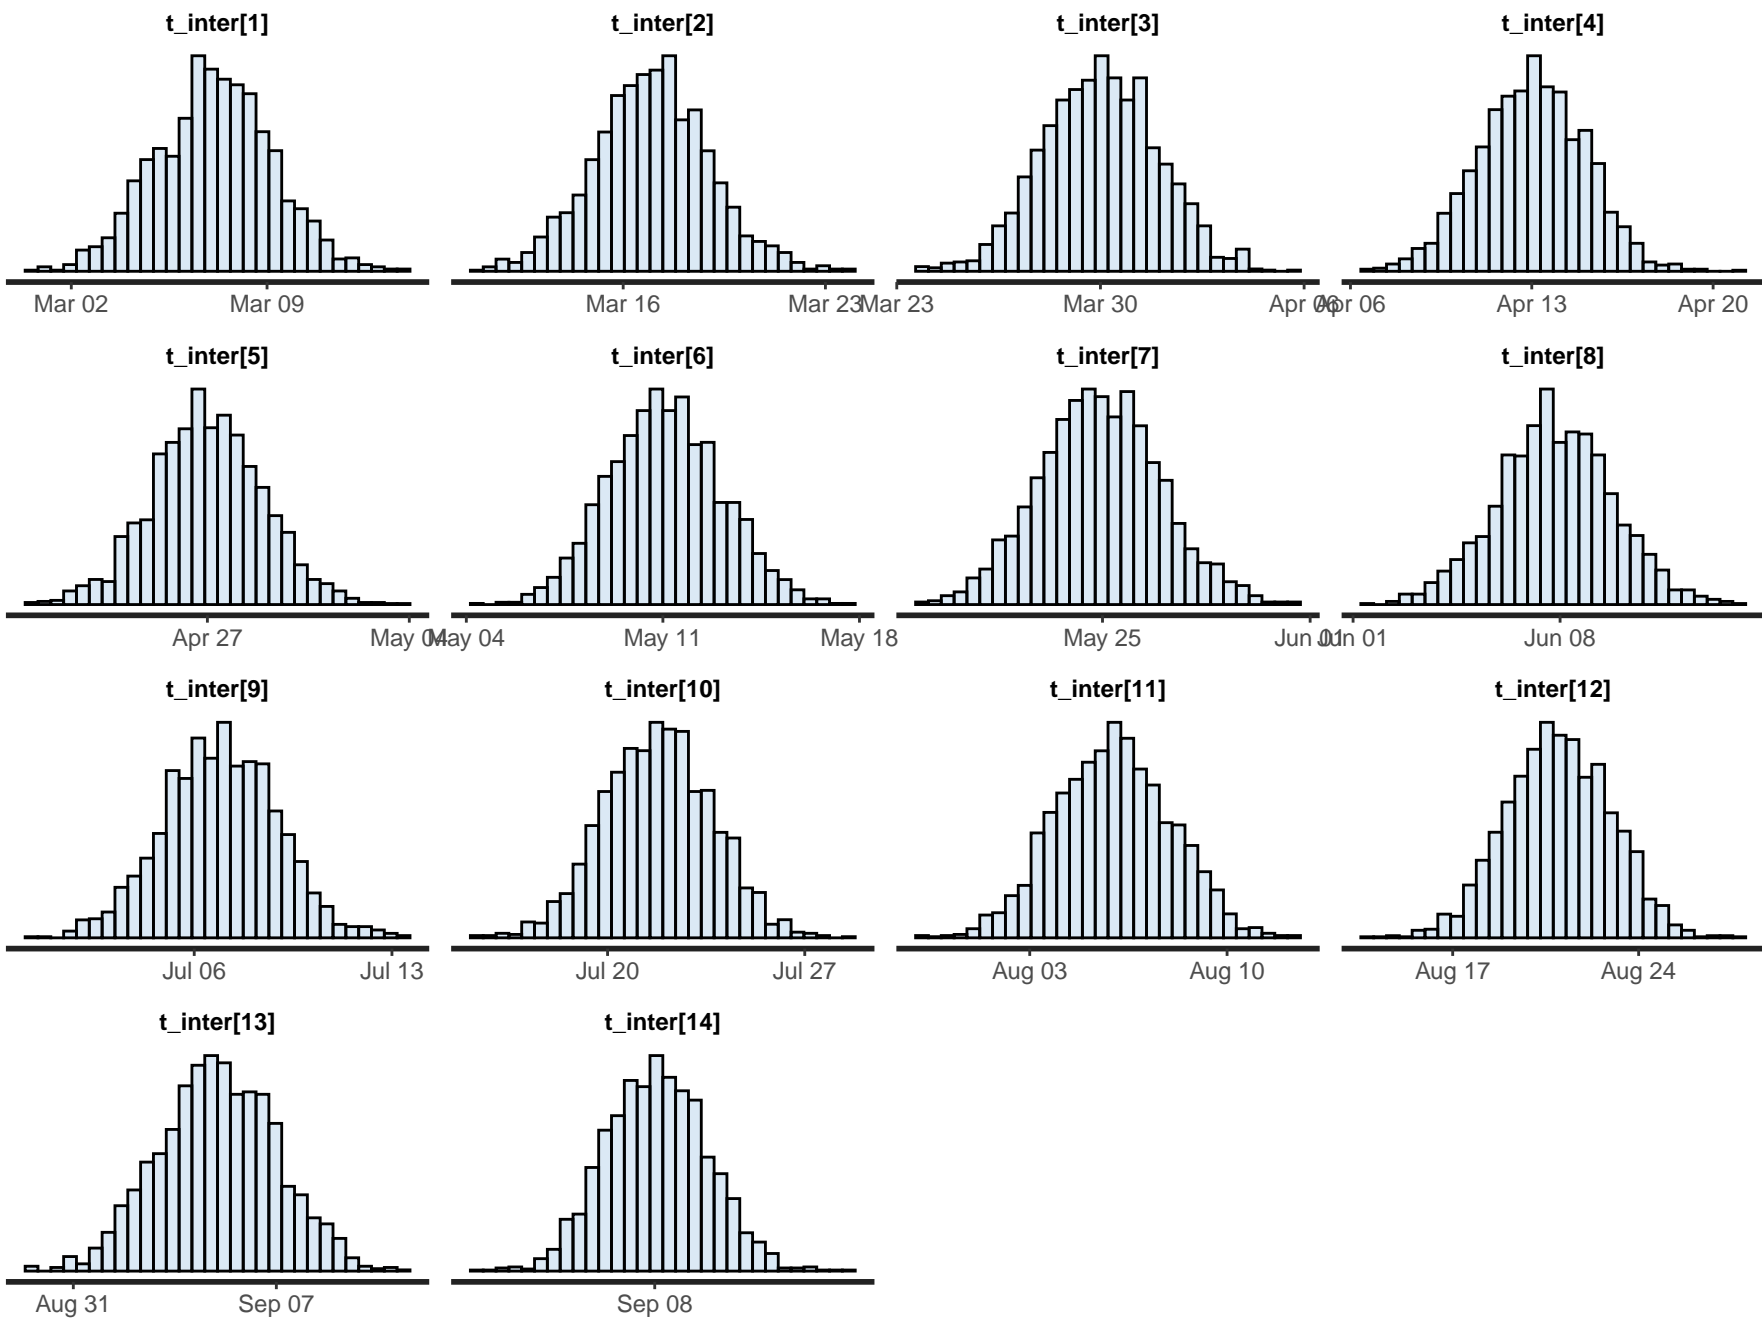 t_inter[1] t_inter[2] t_inter[3] t_inter[4]
Mar 02 Mar 09 Mar 16 Mar 23 Mar 23 Mar 30 Apr 06 Apr 06 Apr 13 Apr 20
t_inter[5] t_inter[6] t_inter[7] t_inter[8]
Apr 27 May 04 May 04 May 11 May 18 May 25 Jun 01 Jun 01 Jun 08
t_inter[9] t_inter[10] t_inter[11] t_inter[12]
Jul 06 Jul 13 Jul 20 Jul 27 Aug 03 Aug 10 Aug 17 Aug 24
t_inter[13] t_inter[14]
Aug 31 Sep 07 Sep 08